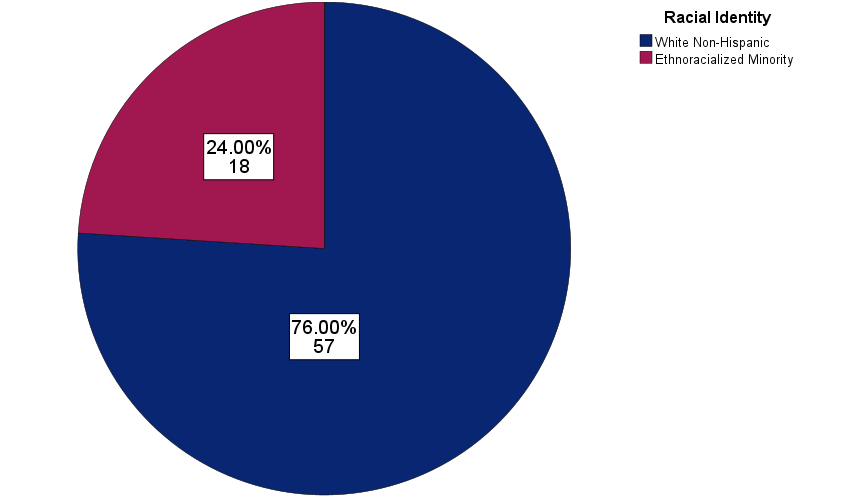 Racial Identity
White Non-Hispanic
Ethnoracialized Minority
24.00%
18
76.00%
57